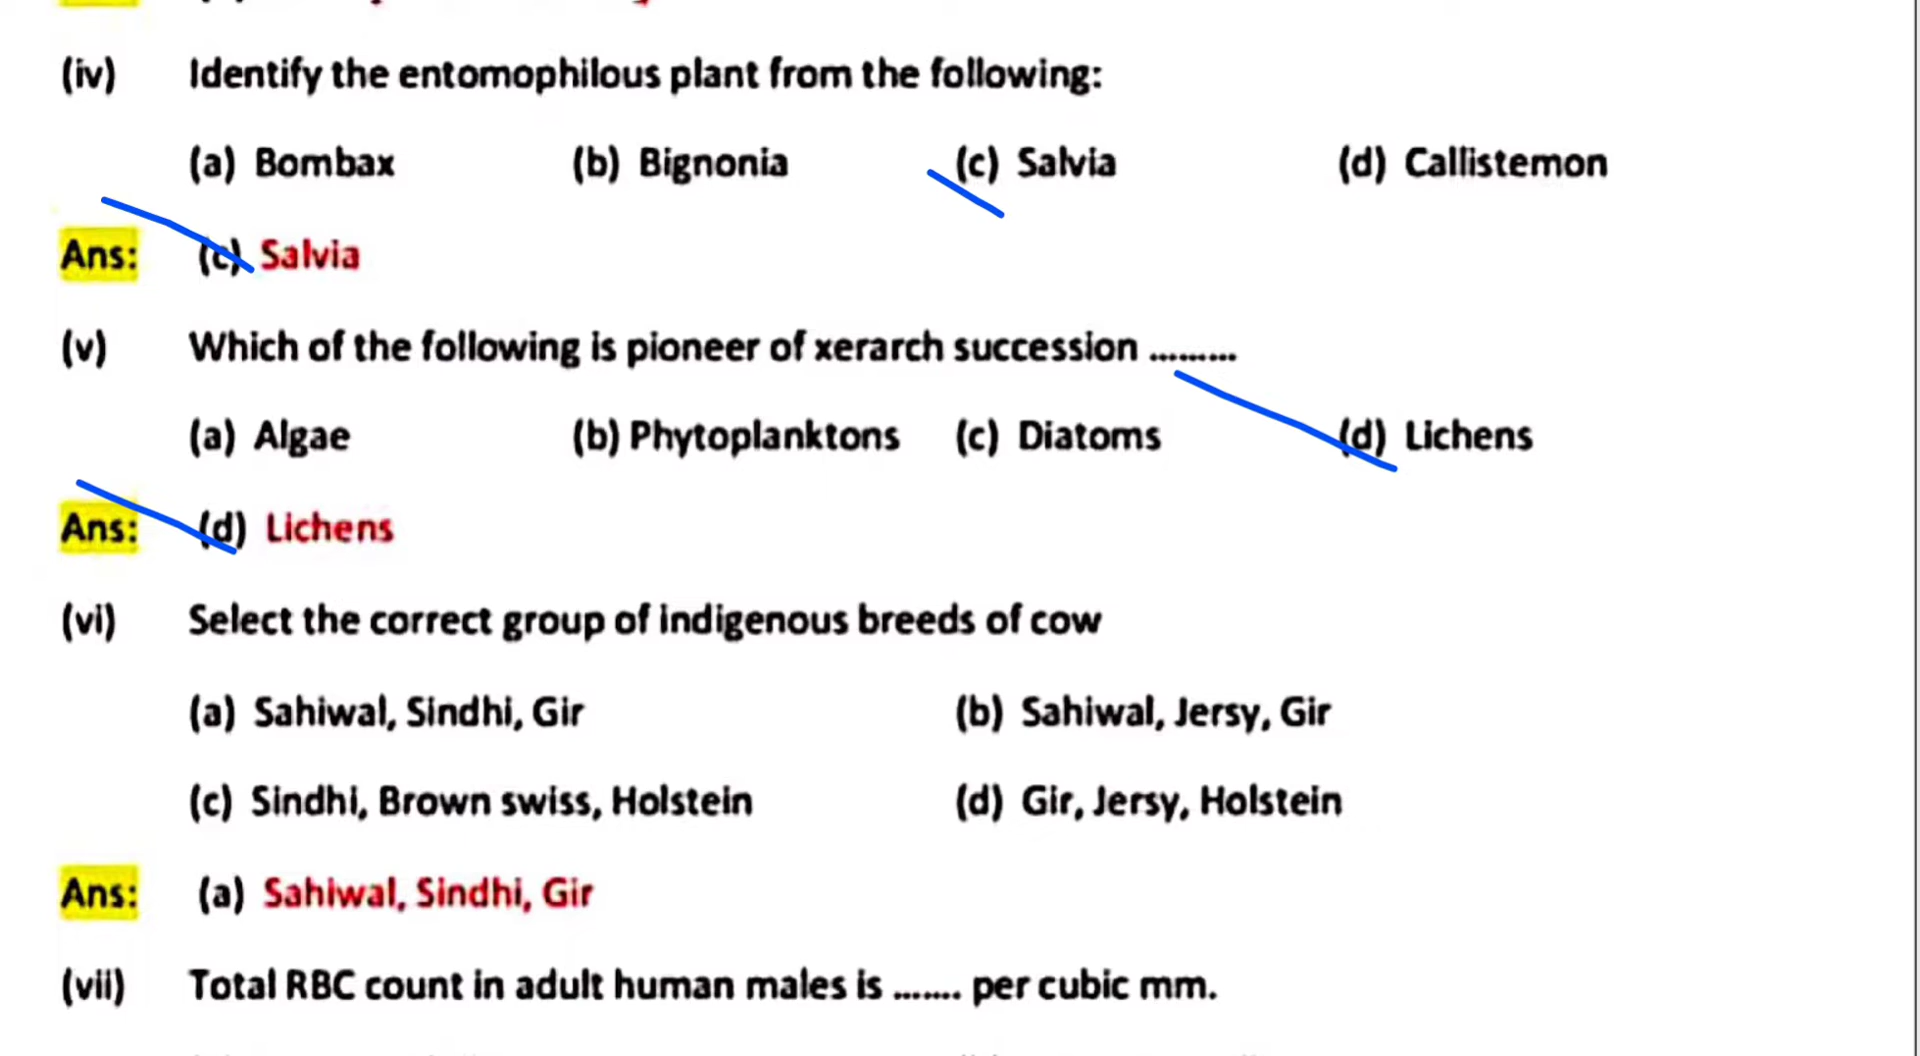 (iv) Identify the entomophilous plant from the following:
(a) Bombax (b) Bignonia (c) Salvia (d) Callistemon
Ans: (c) Salvia
(v) Which of the following is pioneer of xerarch succession .........
(a) Algae (b) Phytoplanktons (c) Diatoms (d) Lichens
Ans: (d) Lichens
(vi) Select the correct group of indigenous breeds of cow
(a) Sahiwal, Sindhi, Gir (b) Sahiwal, Jersy, Gir
(c) Sindhi, Brown swiss, Holstein (d) Gir, Jersy, Holstein
Ans: (a) Sahiwal, Sindhi, Gir
(vii) Total RBC count in adult human males is ....... per cubic mm.